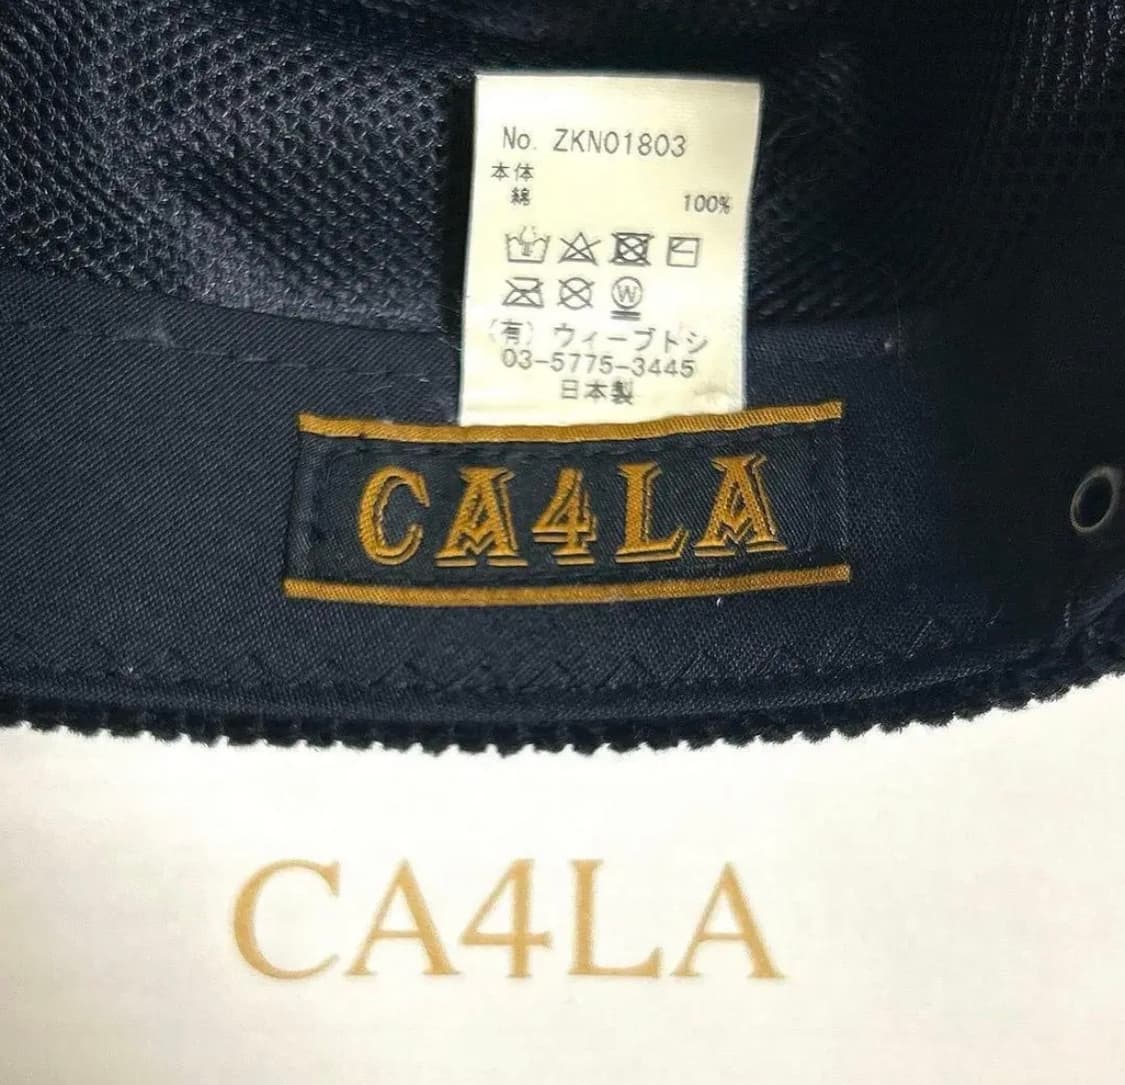 No. ZKN01803
本体
綿 100%
W
(有) ウィーブトシ
03-5775-3445
日本製
CA4LA
CA4LA